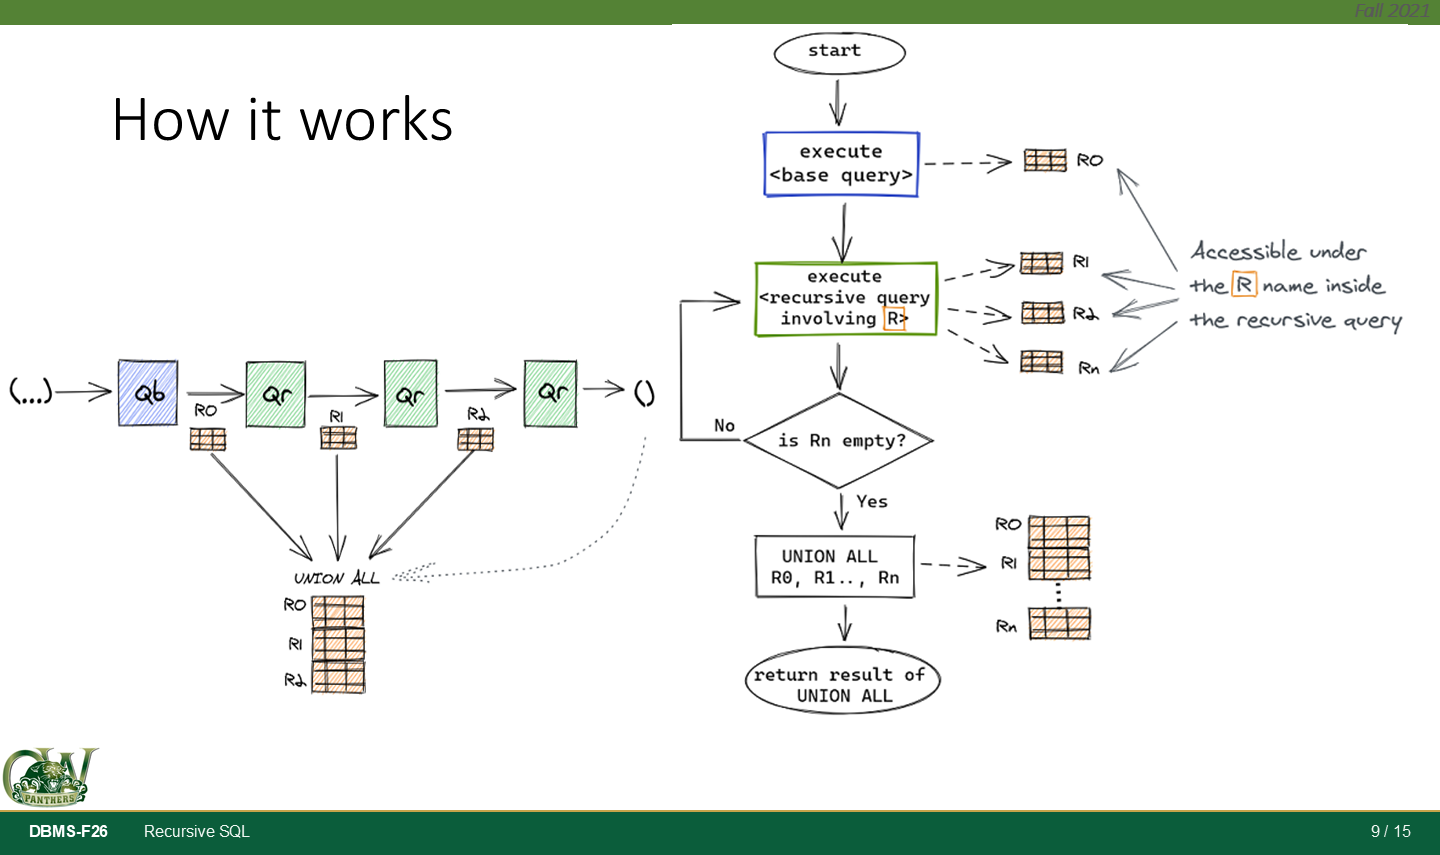 Fall 2021
How it works
start
execute
<base query>
R0
execute
<recursive query
involving R>
R1
R2
Rn
Accessible under
the R name inside
the recursive query
is Rn empty?
No
Yes
UNION ALL
R0, R1.., Rn
R0
R1
Rn
return result of
UNION ALL
(...)
Qb
Qr
Qr
Qr
()
R0
R1
R2
UNION ALL
R0
R1
R2
OW
PANTHERS
DBMS-F26
Recursive SQL
9 / 15